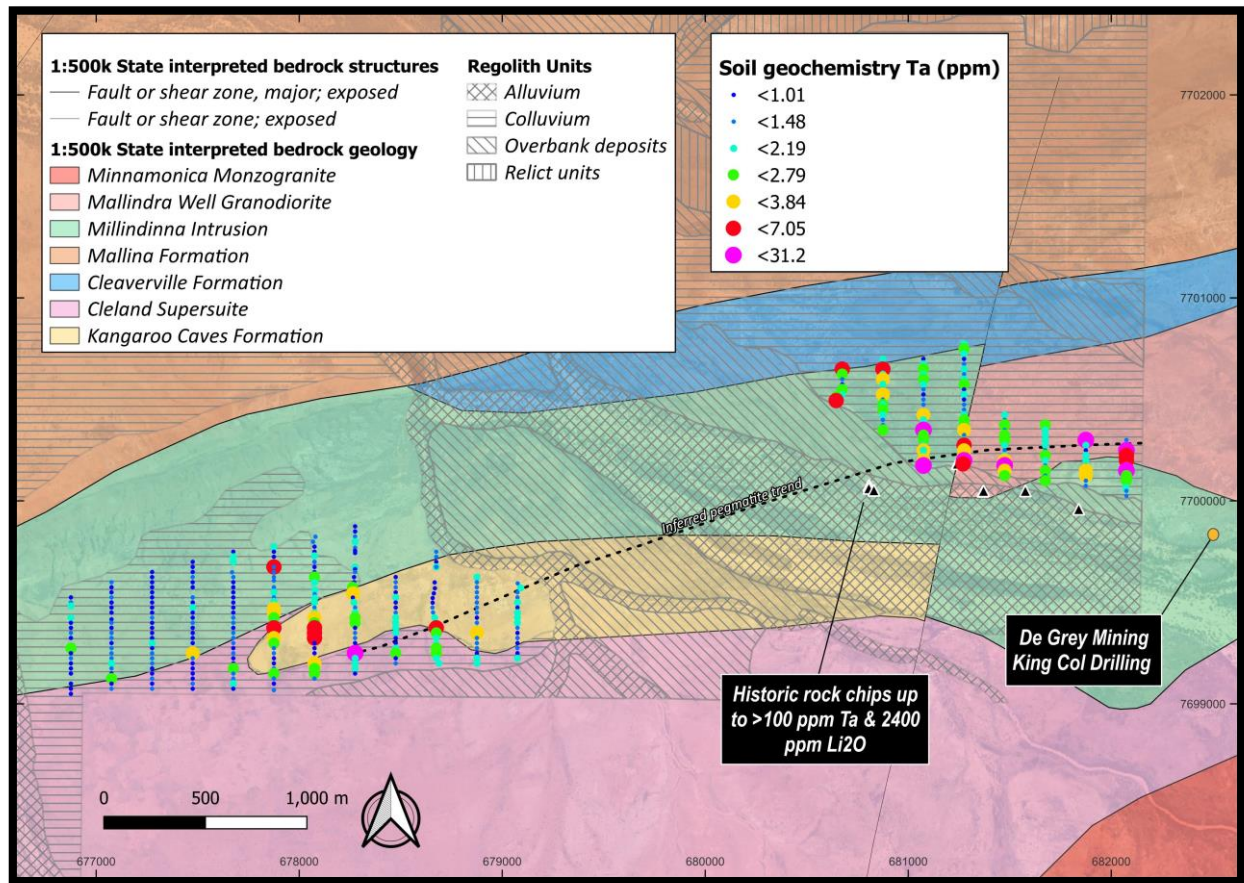 1:500k State interpreted bedrock structures
Fault or shear zone, major; exposed
Fault or shear zone; exposed
1:500k State interpreted bedrock geology
Minnamonica Monzogranite
Mallindra Well Granodiorite
Millindinna Intrusion
Mallina Formation
Cleaverville Formation
Cleland Supersuite
Kangaroo Caves Formation
Regolith Units
Alluvium
Colluvium
Overbank deposits
Relict units
Soil geochemistry Ta (ppm)
<1.01
<1.48
<2.19
<2.79
<3.84
<7.05
<31.2
7702000
7701000
7700000
7699000
Inferred pegmatite trend
De Grey Mining
King Col Drilling
Historic rock chips up
to >100 ppm Ta & 2400
ppm Li2O
0 500 1,000 m
677000 678000 679000 680000 681000 682000